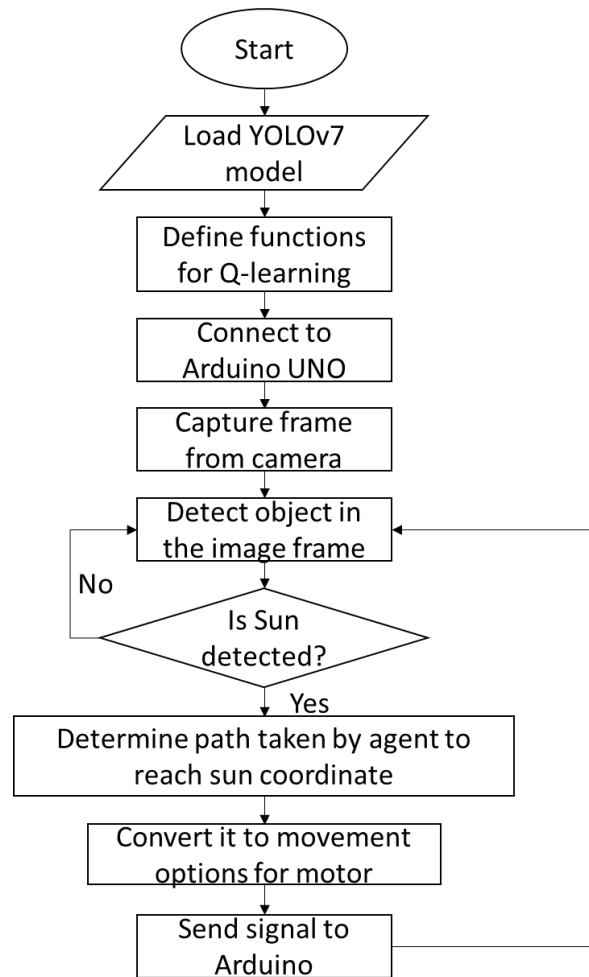 Start
Load YOLOv7
model
Define functions
for Q-learning
Connect to
Arduino UNO
Capture frame
from camera
Detect object in
the image frame
No
Is Sun
detected?
Yes
Determine path taken by agent to
reach sun coordinate
Convert it to movement
options for motor
Send signal to
Arduino